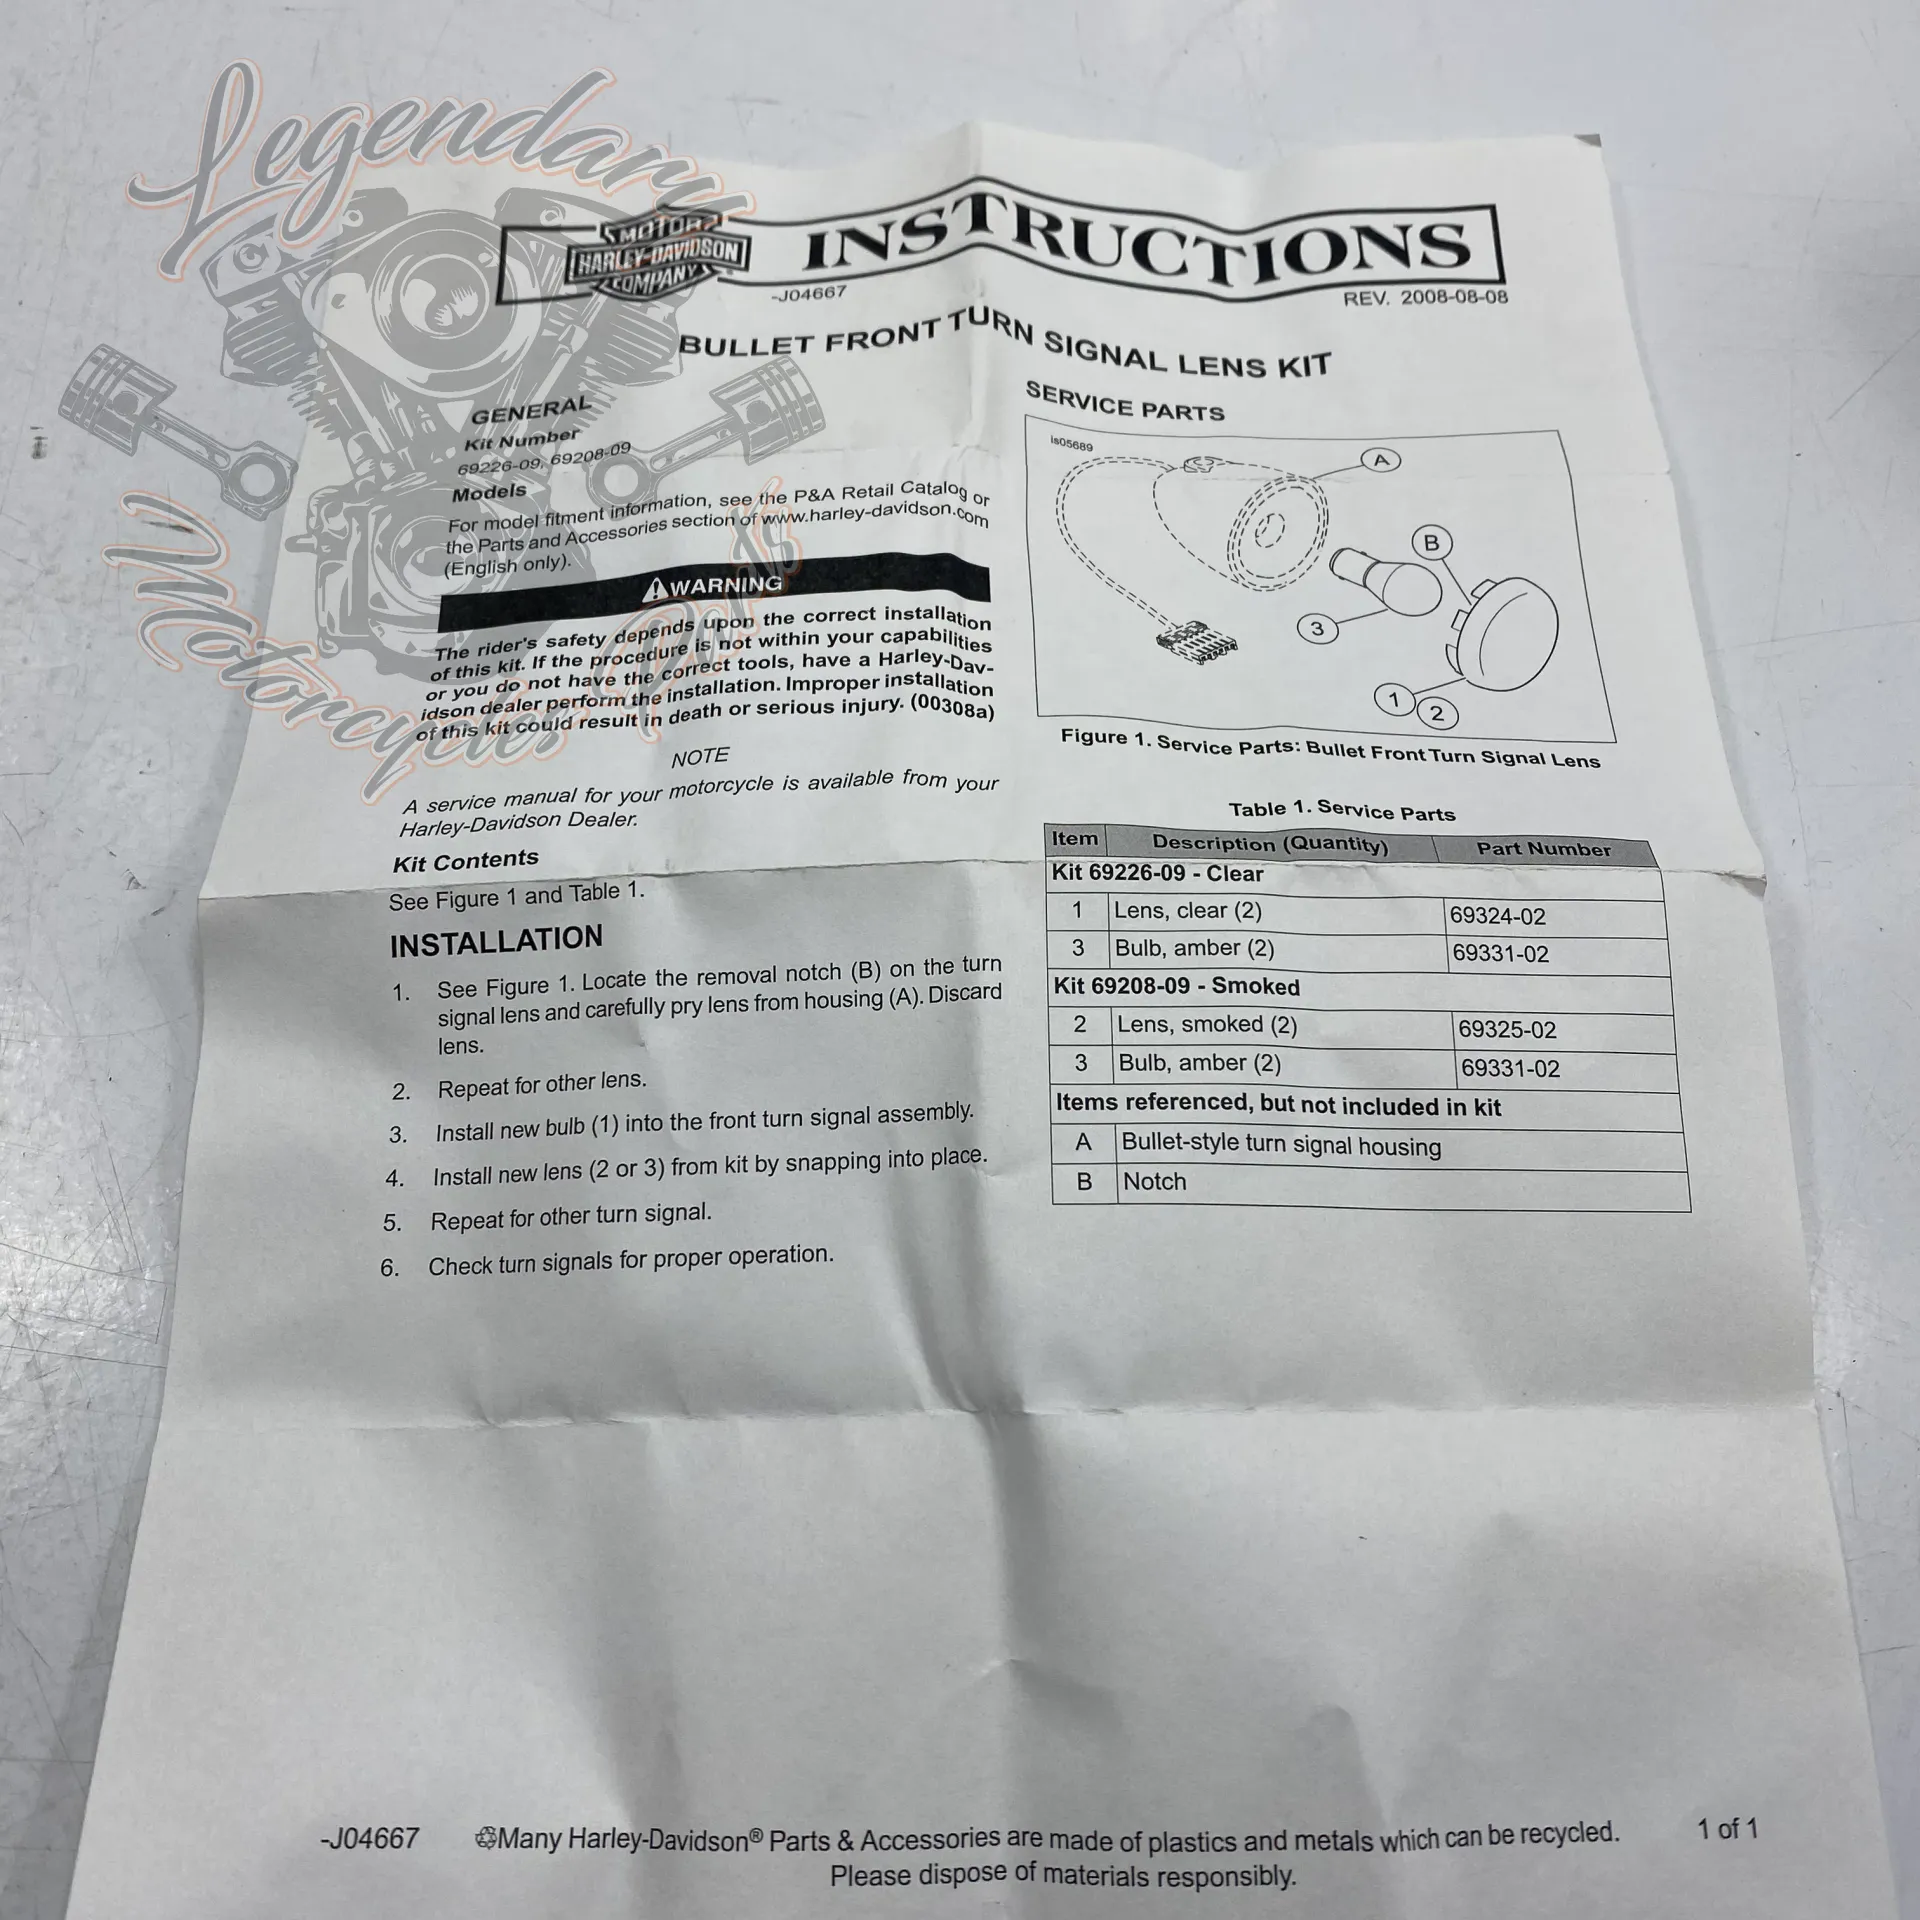 Legendary
Motorcycle Parts
MOTOR
HARLEY-DAVIDSON
COMPANY
INSTRUCTIONS
-J04667
REV. 2008-08-08
BULLET FRONT TURN SIGNAL LENS KIT
GENERAL
Kit Number
69226-09, 69208-09
Models
For model fitment information, see the P&A Retail Catalog or
the Parts and Accessories section of www.harley-davidson.com
(English only).
WARNING
The rider's safety depends upon the correct installation
of this kit. If the procedure is not within your capabilities
or you do not have the correct tools, have a Harley-Dav-
idson dealer perform the installation. Improper installation
of this kit could result in death or serious injury. (00308a)
NOTE
A service manual for your motorcycle is available from your
Harley-Davidson Dealer.
Kit Contents
See Figure 1 and Table 1.
INSTALLATION
1. See Figure 1. Locate the removal notch (B) on the turn
signal lens and carefully pry lens from housing (A). Discard
lens.
2. Repeat for other lens.
3. Install new bulb (1) into the front turn signal assembly.
4. Install new lens (2 or 3) from kit by snapping into place.
5. Repeat for other turn signal.
6. Check turn signals for proper operation.
SERVICE PARTS
is05689
A
B
3
1
2
Figure 1. Service Parts: Bullet Front Turn Signal Lens
Table 1. Service Parts
Item Description (Quantity) Part Number
Kit 69226-09 - Clear
1 Lens, clear (2) 69324-02
3 Bulb, amber (2) 69331-02
Kit 69208-09 - Smoked
2 Lens, smoked (2) 69325-02
3 Bulb, amber (2) 69331-02
Items referenced, but not included in kit
A Bullet-style turn signal housing
B Notch
-J04667 Many Harley-Davidson® Parts & Accessories are made of plastics and metals which can be recycled. 1 of 1
Please dispose of materials responsibly.